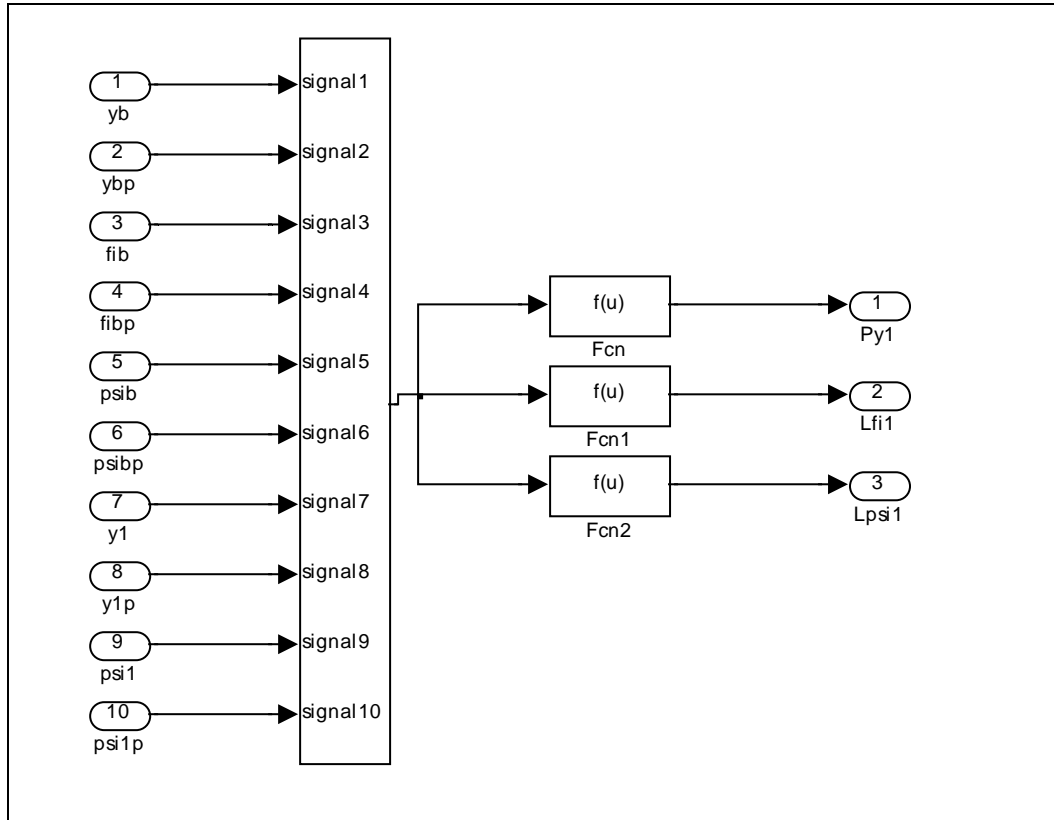 1
signal1
yb
2
signal2
ybp
3
signal3
fib
4
signal4
fibp
5
signal5
psib
6
signal6
psibp
7
signal7
y1
8
signal8
y1p
9
signal9
psi1
10
signal10
psi1p
f(u)
Fcn
f(u)
Fcn1
f(u)
Fcn2
1
Py1
2
Lfi1
3
Lpsi1